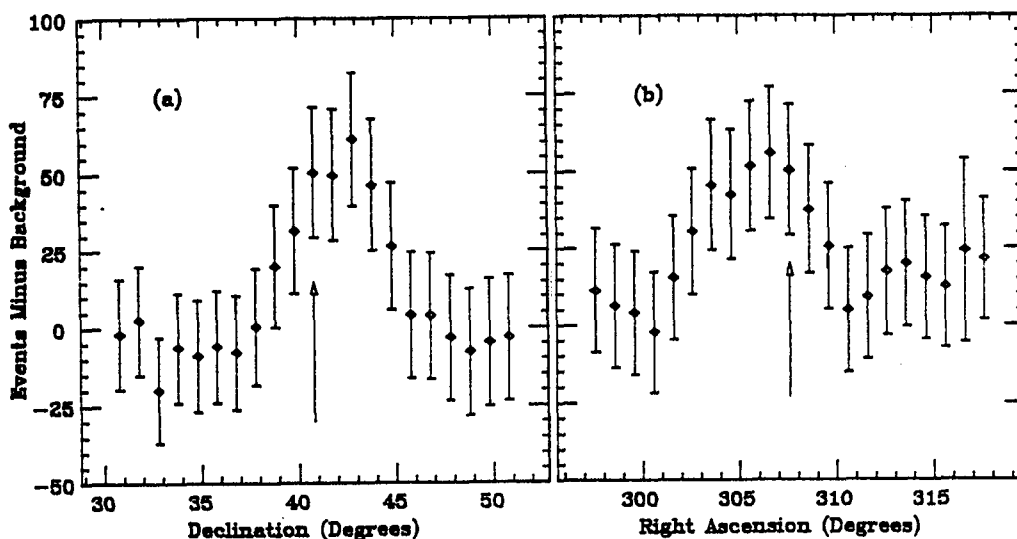 100
75
50
25
0
−25
−50
Events Minus Background
(a)
(b)
30 35 40 45 50
300 305 310 315
Declination (Degrees)
Right Ascension (Degrees)